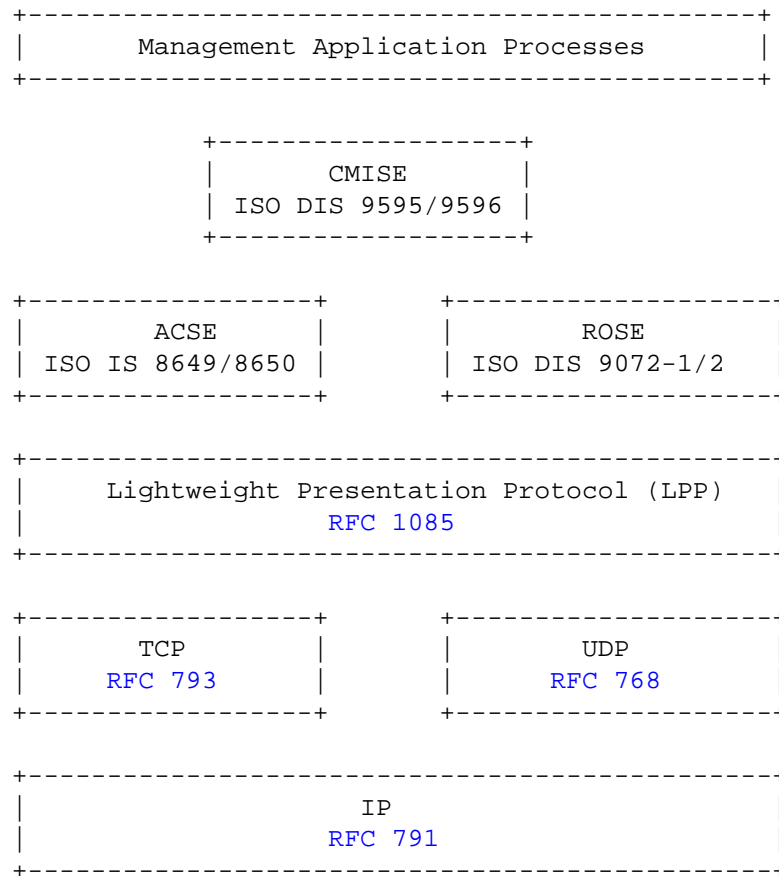 Management Application Processes
CMISE
ISO DIS 9595/9596
ACSE ROSE
ISO IS 8649/8650 ISO DIS 9072-1/2
Lightweight Presentation Protocol (LPP)
RFC 1085
TCP UDP
RFC 793 RFC 768
IP
RFC 791